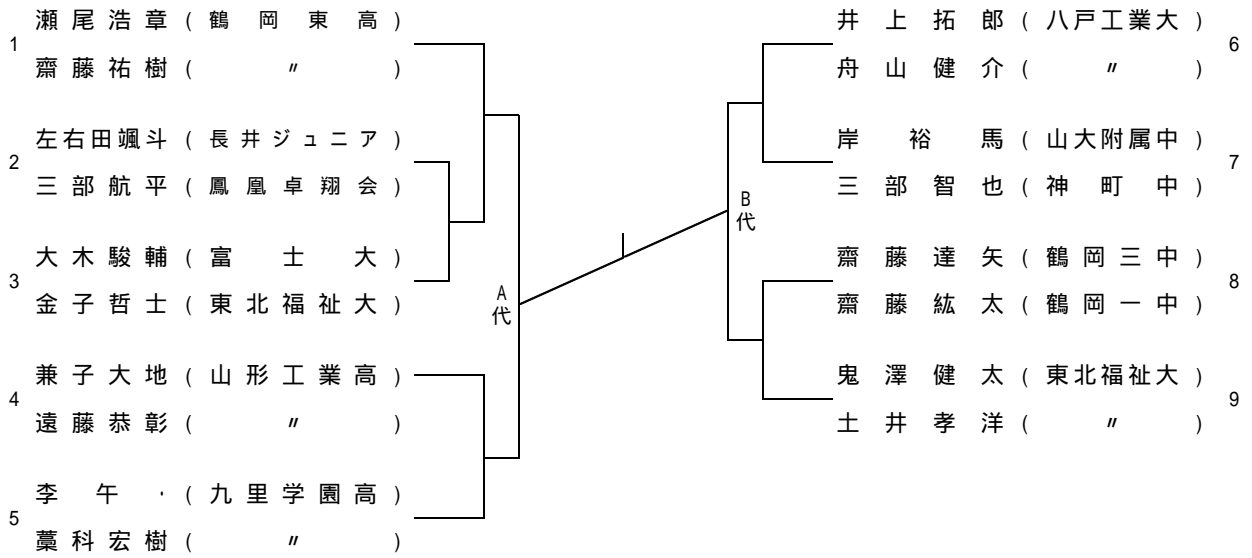 1
瀬尾浩章(鶴岡東高)
齋藤祐樹(〃)
2
左右田颯斗(長井ジュニア)
三部航平(鳳凰卓翔会)
3
大木駿輔(富士大)
金子哲士(東北福祉大)
4
兼子大地(山形工業高)
遠藤恭彰(〃)
5
李午・(九里学園高)
藁科宏樹(〃)
A代
B代
井上拓郎(八戸工業大)
舟山健介(〃)
6
岸裕馬(山大附属中)
三部智也(神町中)
7
齋藤達矢(鶴岡三中)
齋藤紘太(鶴岡一中)
8
鬼澤健太(東北福祉大)
土井孝洋(〃)
9